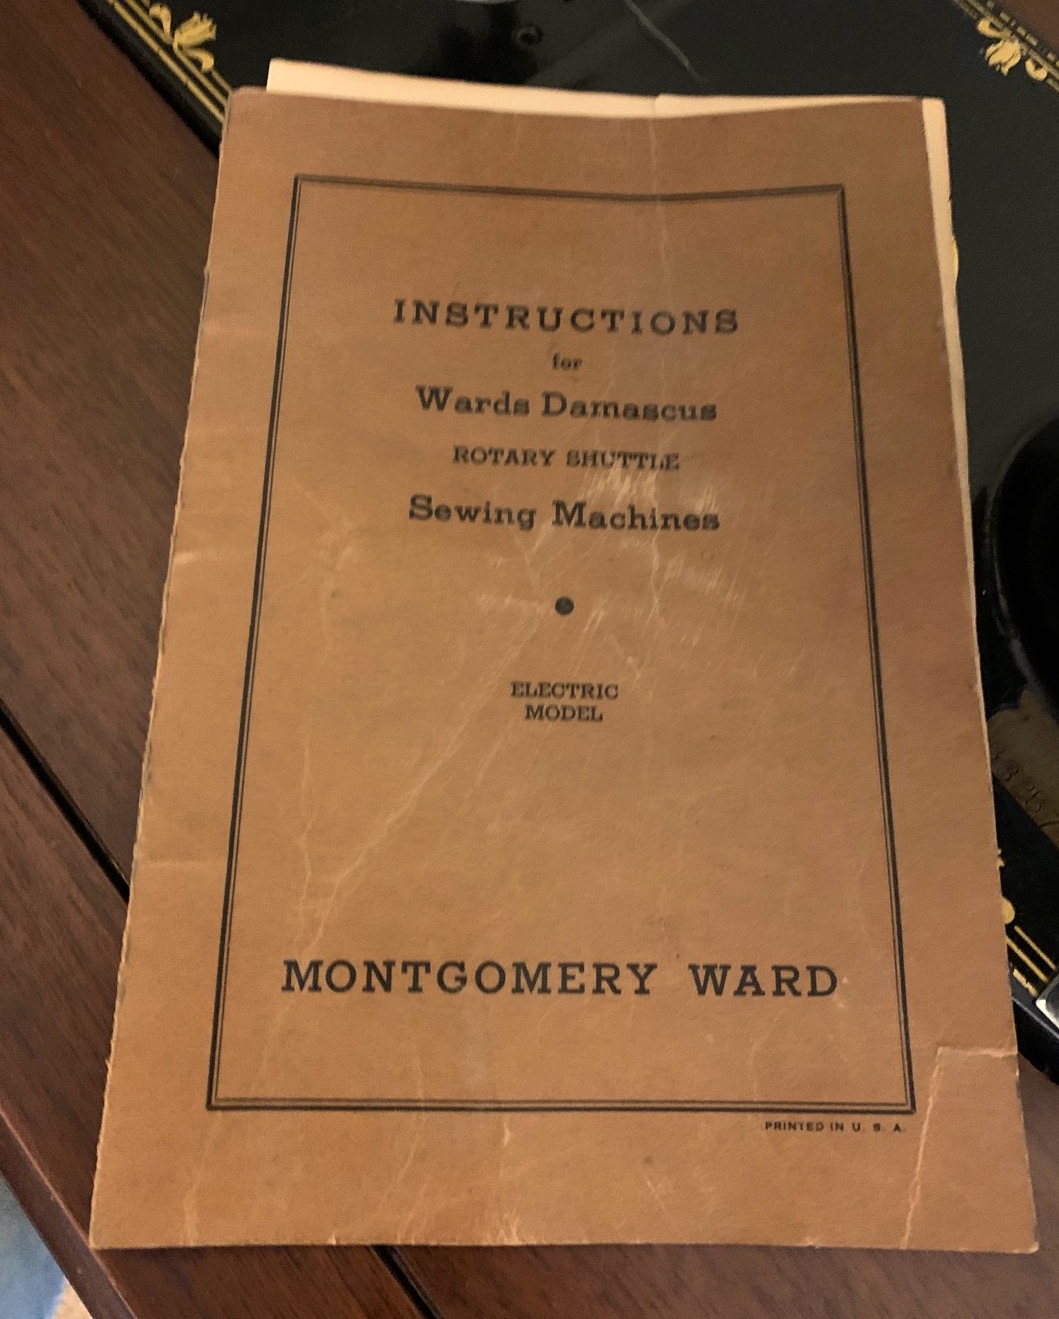 INSTRUCTIONS
for
Wards Damascus
ROTARY SHUTTLE
Sewing Machines
ELECTRIC
MODEL
MONTGOMERY WARD
PRINTED IN U. S. A.